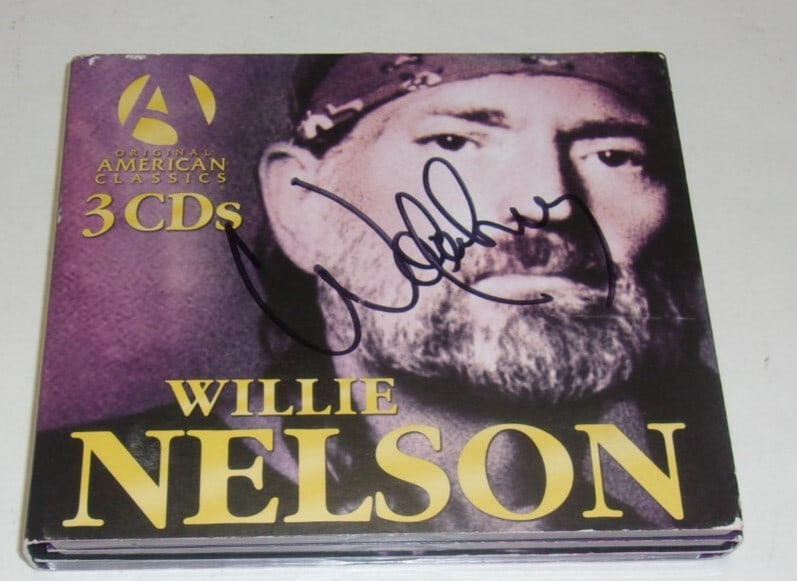 ORIGINAL
AMERICAN
CLASSICS
3 CDs
WILLIE
NELSON